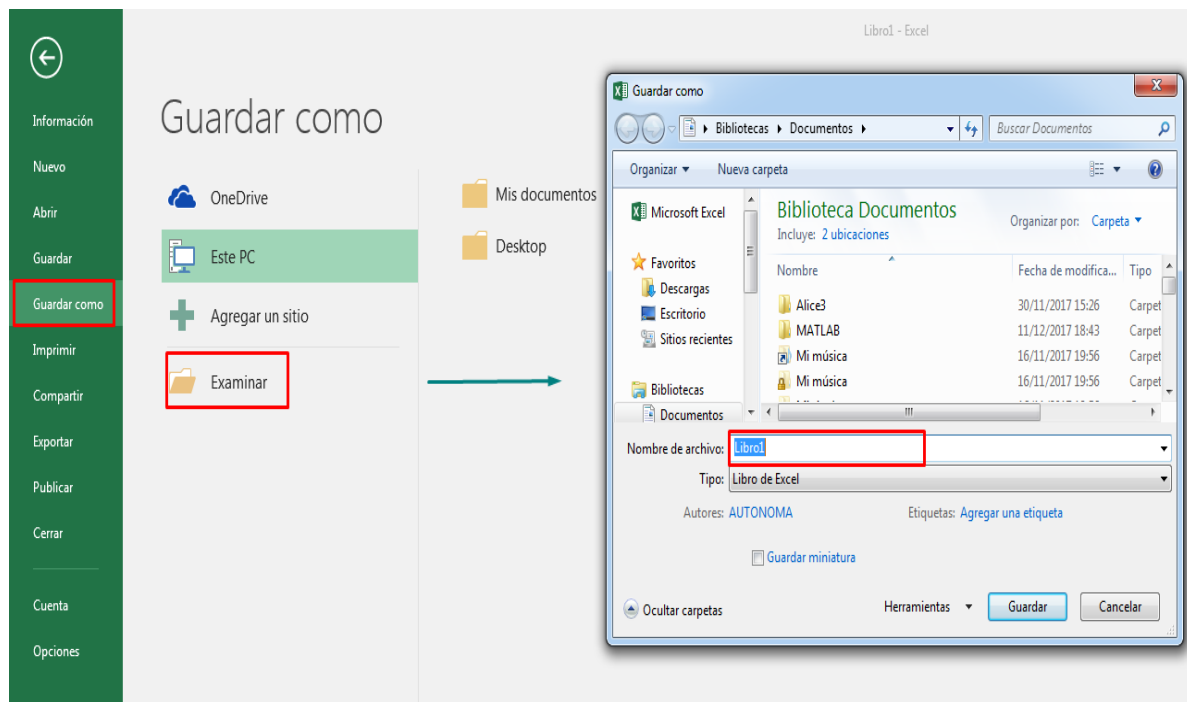 Libro1 - Excel
Información
Nuevo
Abrir
Guardar
Guardar como
Imprimir
Compartir
Exportar
Publicar
Cerrar
Cuenta
Opciones
Guardar como
OneDrive
Este PC
Agregar un sitio
Examinar
Mis documentos
Desktop
Guardar como
Bibliotecas Documentos
Buscar Documentos
Organizar Nueva carpeta
Microsoft Excel
Favoritos
Descargas
Escritorio
Sitios recientes
Bibliotecas
Documentos
Biblioteca Documentos
Incluye: 2 ubicaciones
Organizar por: Carpeta
Nombre Fecha de modifica... Tipo
Alice3 30/11/2017 15:26 Carpet
MATLAB 11/12/2017 18:43 Carpet
Mi música 16/11/2017 19:56 Carpet
Mi música 16/11/2017 19:56 Carpet
Nombre de archivo: Libro1
Tipo: Libro de Excel
Autores: AUTONOMA Etiquetas: Agregar una etiqueta
Guardar miniatura
Ocultar carpetas Herramientas Guardar Cancelar